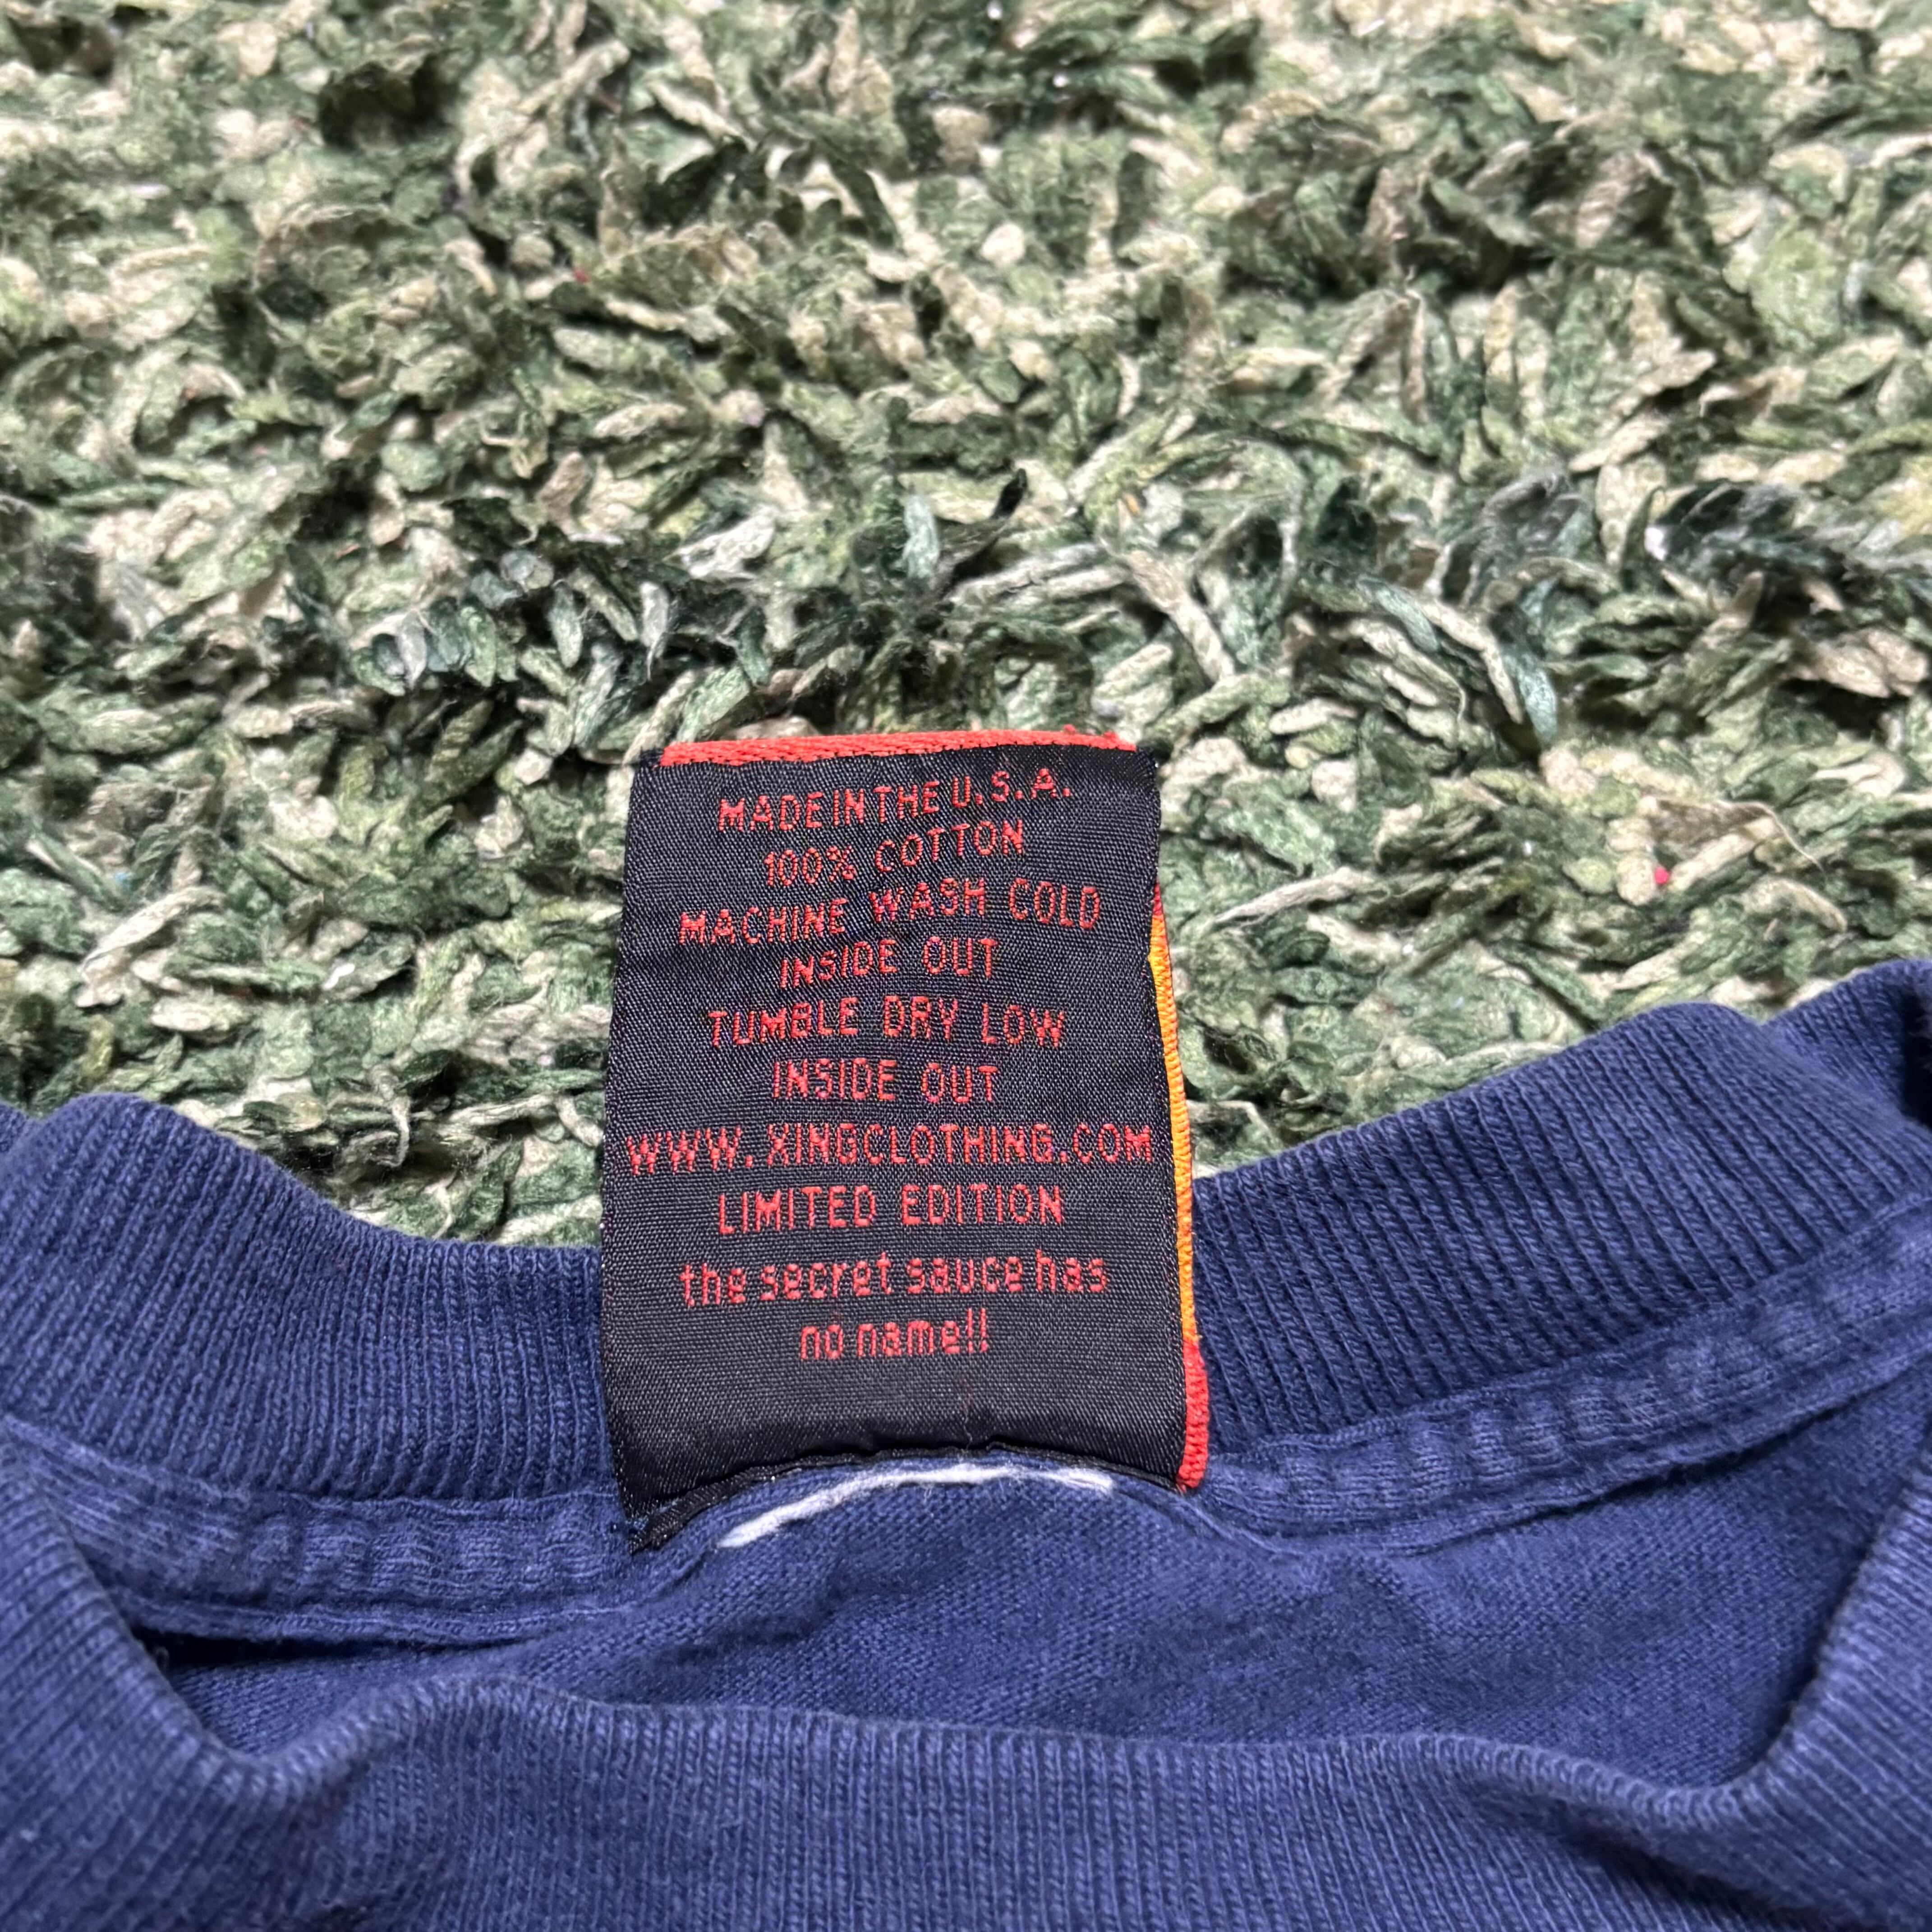 MADE IN THE U.S.A.
100% COTTON
MACHINE WASH COLD
INSIDE OUT
TUMBLE DRY LOW
INSIDE OUT
WWW.XINGCLOTHING.COM
LIMITED EDITION
the secret sauce has
no name!!